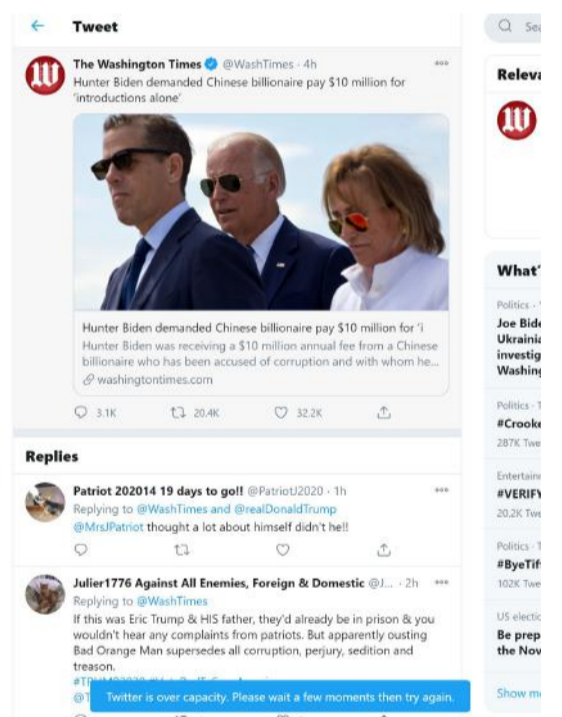 Tweet
The Washington Times @WashTimes · 4h
Hunter Biden demanded Chinese billionaire pay $10 million for
'introductions alone'
Hunter Biden demanded Chinese billionaire pay $10 million for 'i
Hunter Biden was receiving a $10 million annual fee from a Chinese
billionaire who has been accused of corruption and with whom he...
washingtontimes.com
3.1K 20.4K 32.2K
Replies
Patriot 202014 19 days to go!! @PatriotJ2020 · 1h
Replying to @WashTimes and @realDonaldTrump
@MrsJPatriot thought a lot about himself didn't he!!
Julier1776 Against All Enemies, Foreign & Domestic @J... · 2h
Replying to @WashTimes
If this was Eric Trump & HIS father, they'd already be in prison & you
wouldn't hear any complaints from patriots. But apparently ousting
Bad Orange Man supersedes all corruption, perjury, sedition and
treason.
Twitter is over capacity. Please wait a few moments then try again.
Sea
Releva
What'
Politics ·
Joe Bide
Ukrainia
investig
Washing
Politics · T
#Crooke
287K Twe
Entertain
#VERIFY
20.2K Twe
Politics · T
#ByeTif
102K Twe
US electio
Be prep
the Nov
Show m